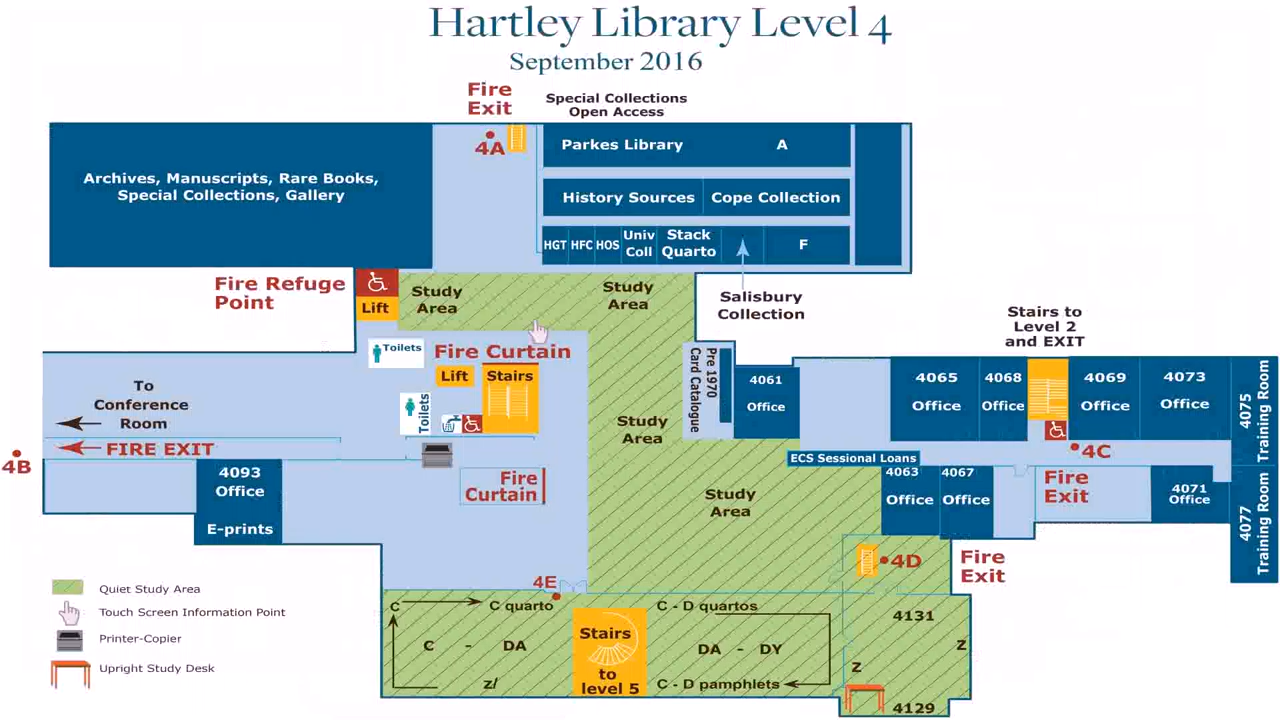 Hartley Library Level 4
September 2016
Fire
Exit
Special Collections
Open Access
4A
Parkes Library
A
Archives, Manuscripts, Rare Books,
Special Collections, Gallery
History Sources
Cope Collection
HGT
HFC
HOS
Univ
Coll
Stack
Quarto
F
Fire Refuge
Point
Lift
Study
Area
Study
Area
Salisbury
Collection
Stairs to
Level 2
and EXIT
Toilets
Fire Curtain
Lift
Stairs
Toilets
Pre 1970
Card Catalogue
4061
Office
4065
Office
4068
Office
4069
Office
4073
Office
4075
Training Room
To
Conference
Room
FIRE EXIT
4B
Study
Area
ECS Sessional Loans
4C
4093
Office
E-prints
Fire
Curtain
Study
Area
4063
Office
4067
Office
Fire
Exit
4071
Office
4077
Training Room
4D
Fire
Exit
4E
Quiet Study Area
Touch Screen Information Point
Printer-Copier
Upright Study Desk
C
C quarto
C - DA
z/
Stairs
to
level 5
C - D quartos
DA - DY
C - D pamphlets
4131
Z
Z
4129